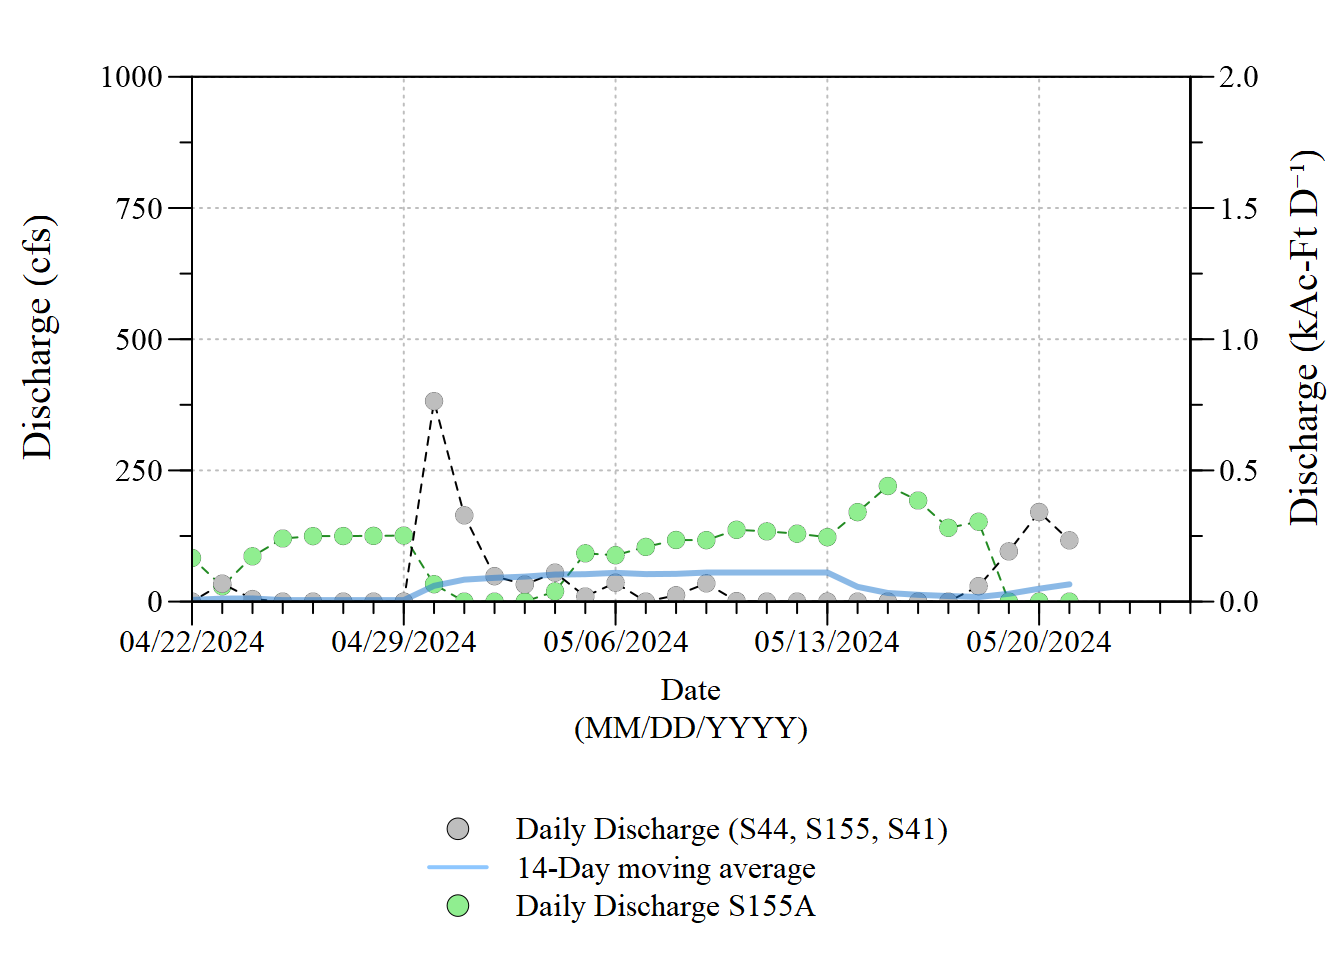 1000
750
500
250
0
Discharge (cfs)
2.0
1.5
1.0
0.5
0.0
Discharge (kAc-Ft D⁻¹)
04/22/2024 04/29/2024 05/06/2024 05/13/2024 05/20/2024
Date
(MM/DD/YYYY)
Daily Discharge (S44, S155, S41)
14-Day moving average
Daily Discharge S155A